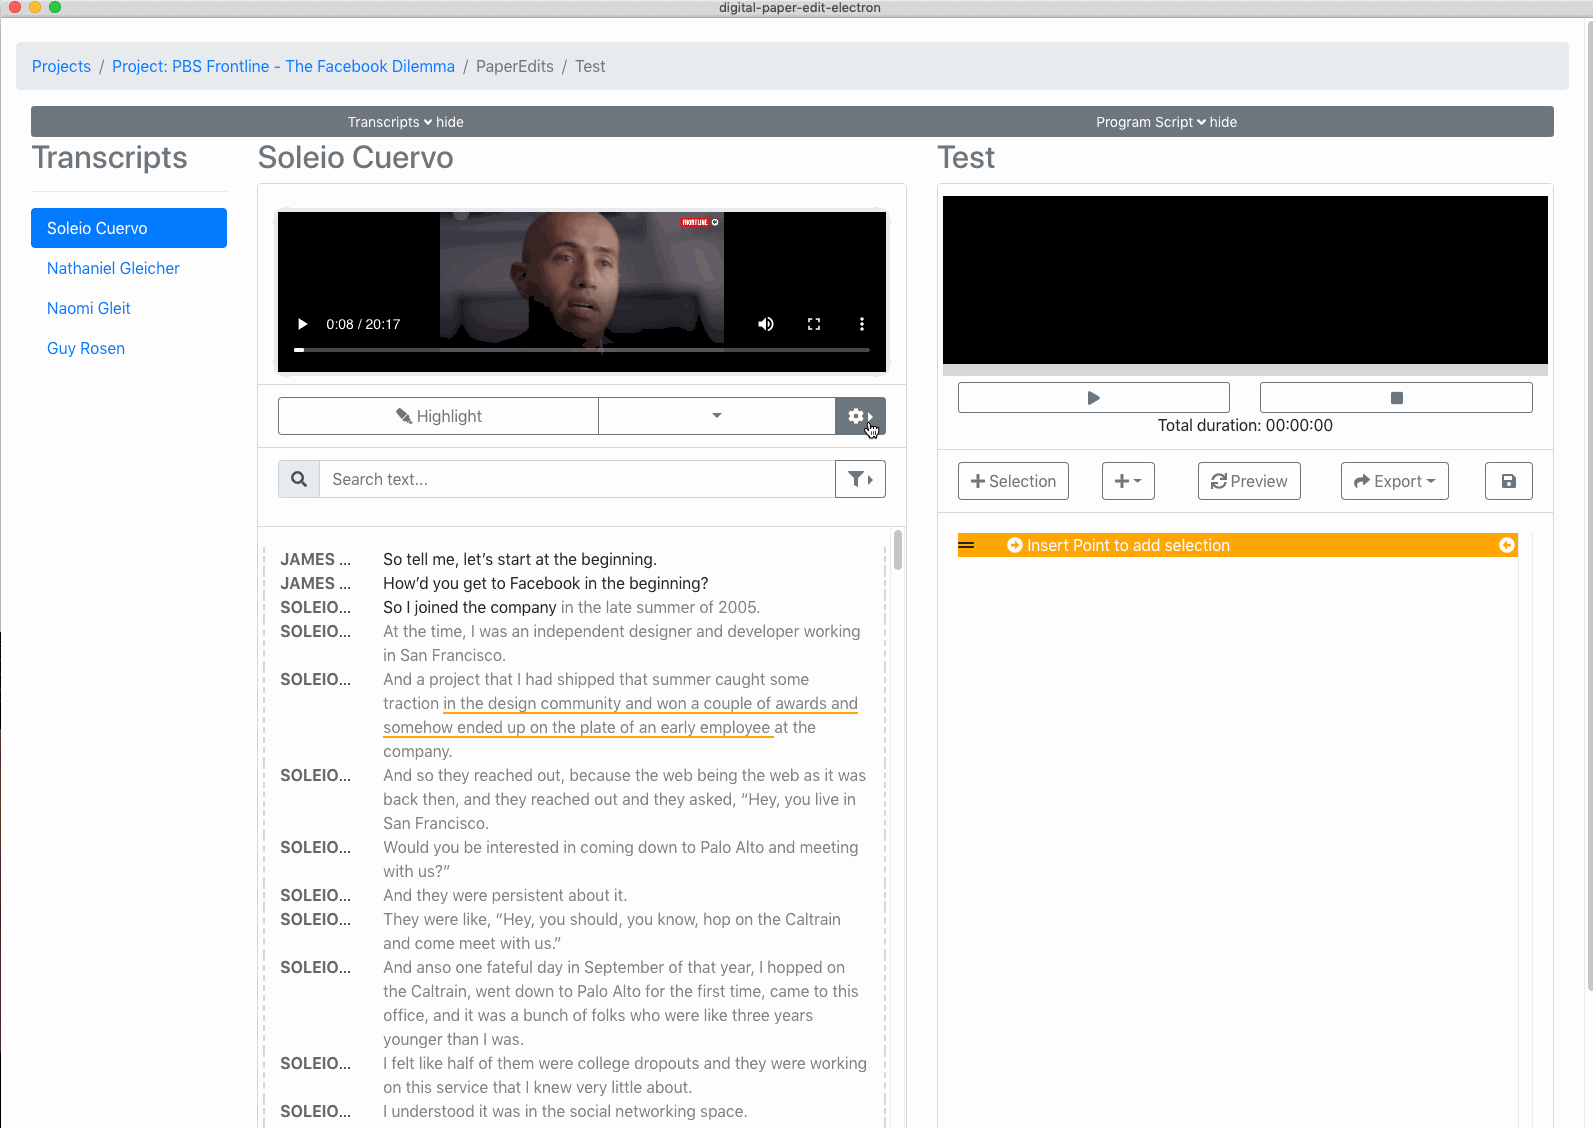 digital-paper-edit-electron
Projects / Project: PBS Frontline - The Facebook Dilemma / PaperEdits / Test
Transcripts hide
Program Script hide
Transcripts
Soleio Cuervo
Nathaniel Gleicher
Naomi Gleit
Guy Rosen
Soleio Cuervo
FRONTLINE
0:08 / 20:17
Highlight
Search text...
JAMES ... So tell me, let’s start at the beginning.
JAMES ... How’d you get to Facebook in the beginning?
SOLEIO... So I joined the company in the late summer of 2005.
SOLEIO... At the time, I was an independent designer and developer working
in San Francisco.
SOLEIO... And a project that I had shipped that summer caught some
traction in the design community and won a couple of awards and
somehow ended up on the plate of an early employee at the
company.
SOLEIO... And so they reached out, because the web being the web as it was
back then, and they reached out and they asked, “Hey, you live in
San Francisco.
SOLEIO... Would you be interested in coming down to Palo Alto and meeting
with us?”
SOLEIO... And they were persistent about it.
SOLEIO... They were like, “Hey, you should, you know, hop on the Caltrain
and come meet with us.”
SOLEIO... And anso one fateful day in September of that year, I hopped on
the Caltrain, went down to Palo Alto for the first time, came to this
office, and it was a bunch of folks who were like three years
younger than I was.
SOLEIO... I felt like half of them were college dropouts and they were working
on this service that I knew very little about.
SOLEIO... I understood it was in the social networking space.
Test
Total duration: 00:00:00
Selection
Preview
Export
Insert Point to add selection